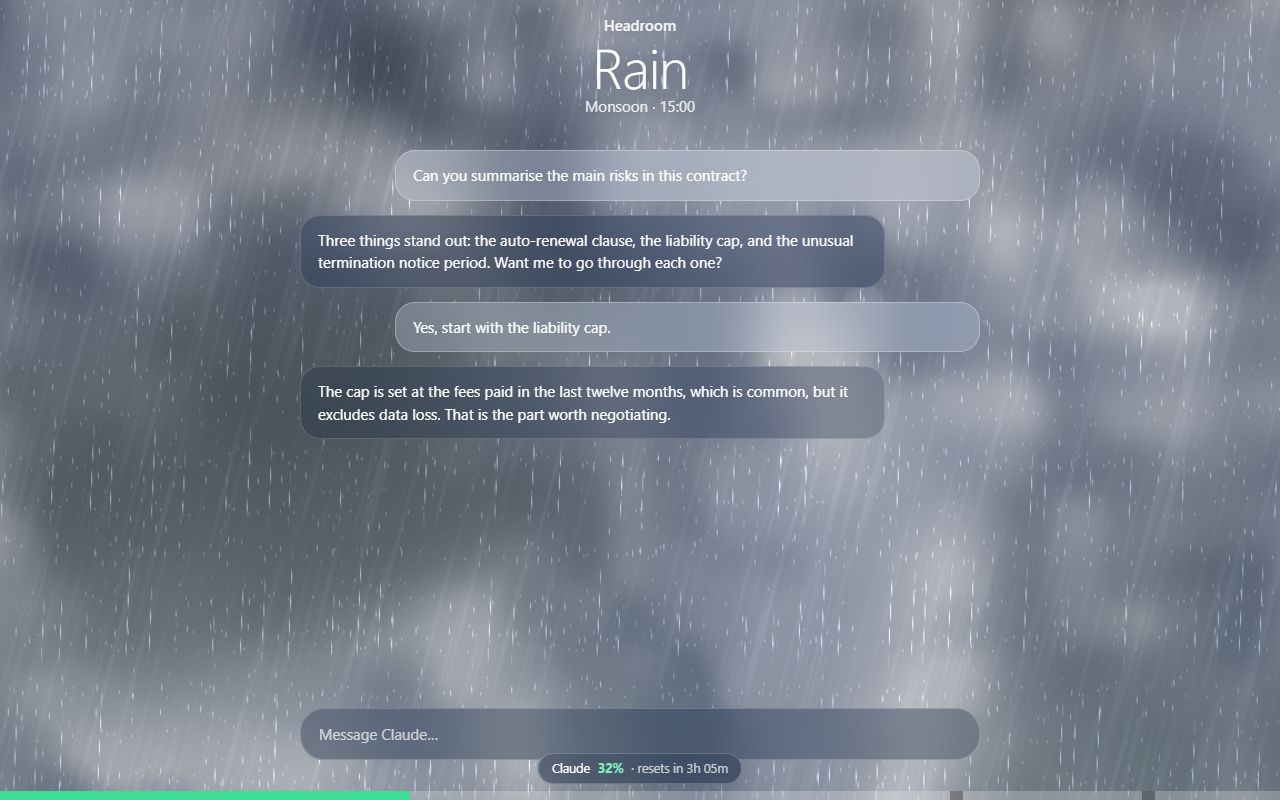 Headroom
Rain
Monsoon · 15:00
Can you summarise the main risks in this contract?
Three things stand out: the auto-renewal clause, the liability cap, and the unusual
termination notice period. Want me to go through each one?
Yes, start with the liability cap.
The cap is set at the fees paid in the last twelve months, which is common, but it
excludes data loss. That is the part worth negotiating.
Message Claude...
Claude 32% · resets in 3h 05m